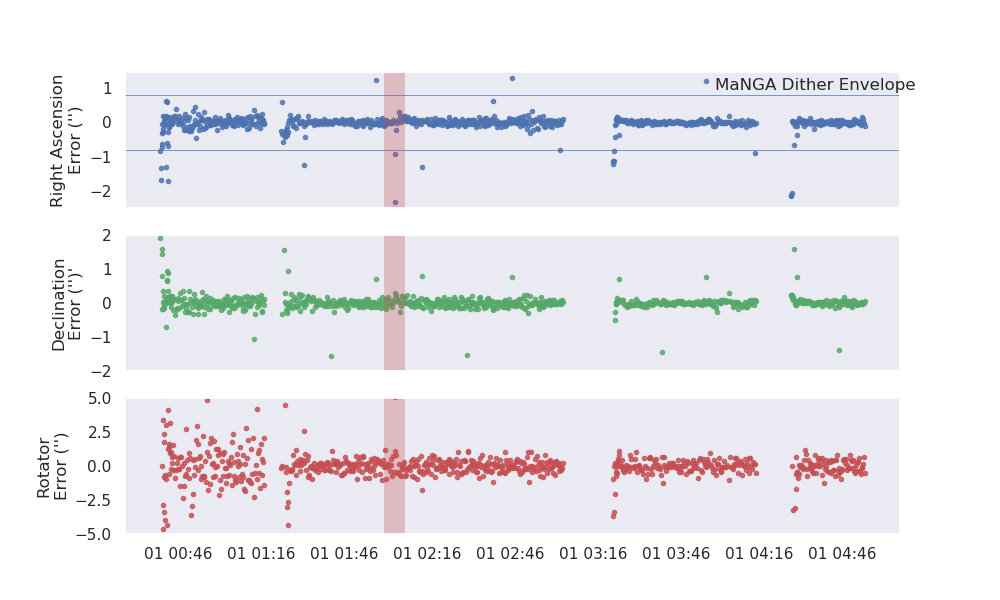 MaNGA Dither Envelope
Right Ascension
Error ('')
1
0
−1
−2
Declination
Error ('')'
2
1
0
−1
−2
Rotator
Error ('')
5.0
2.5
0.0
−2.5
−5.0
01 00:46 01 01:16 01 01:46 01 02:16 01 02:46 01 03:16 01 03:46 01 04:16 01 04:46